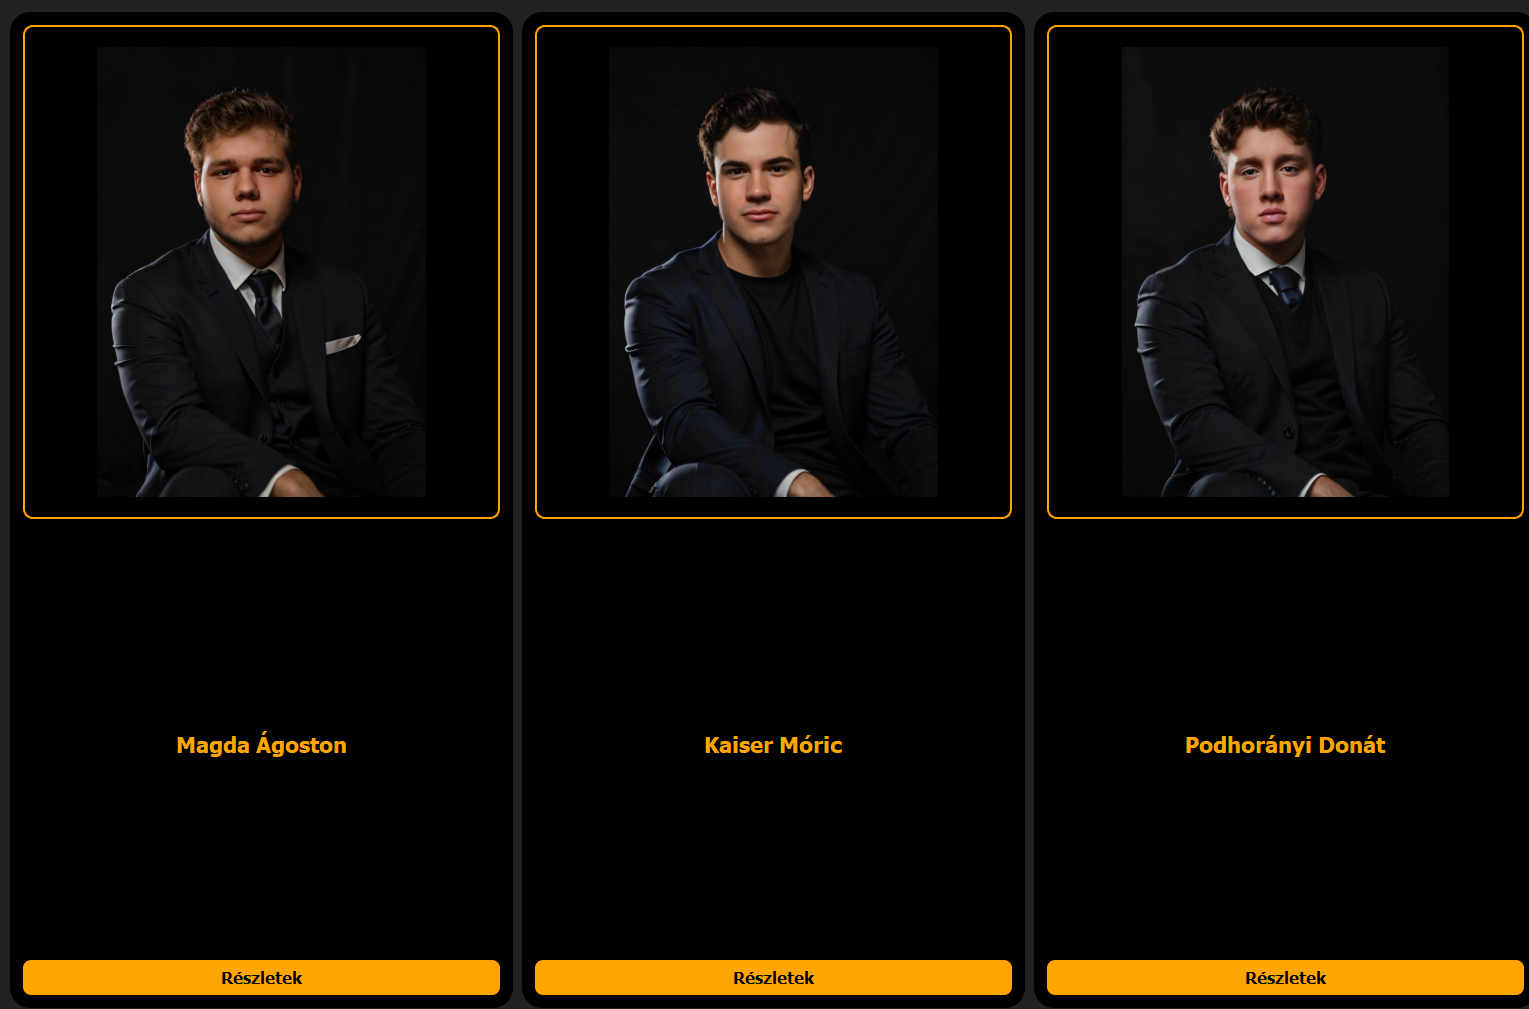 Magda Ágoston
Kaiser Móric
Podhorányi Donát
Részletek
Részletek
Részletek